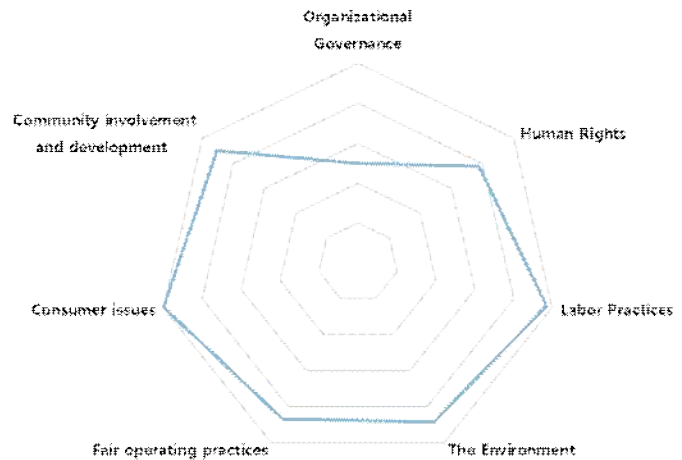 Organizational
Governance
Community involvement
and development
Human Rights
Consumer issues
Labor Practices
Fair operating practices
The Environment